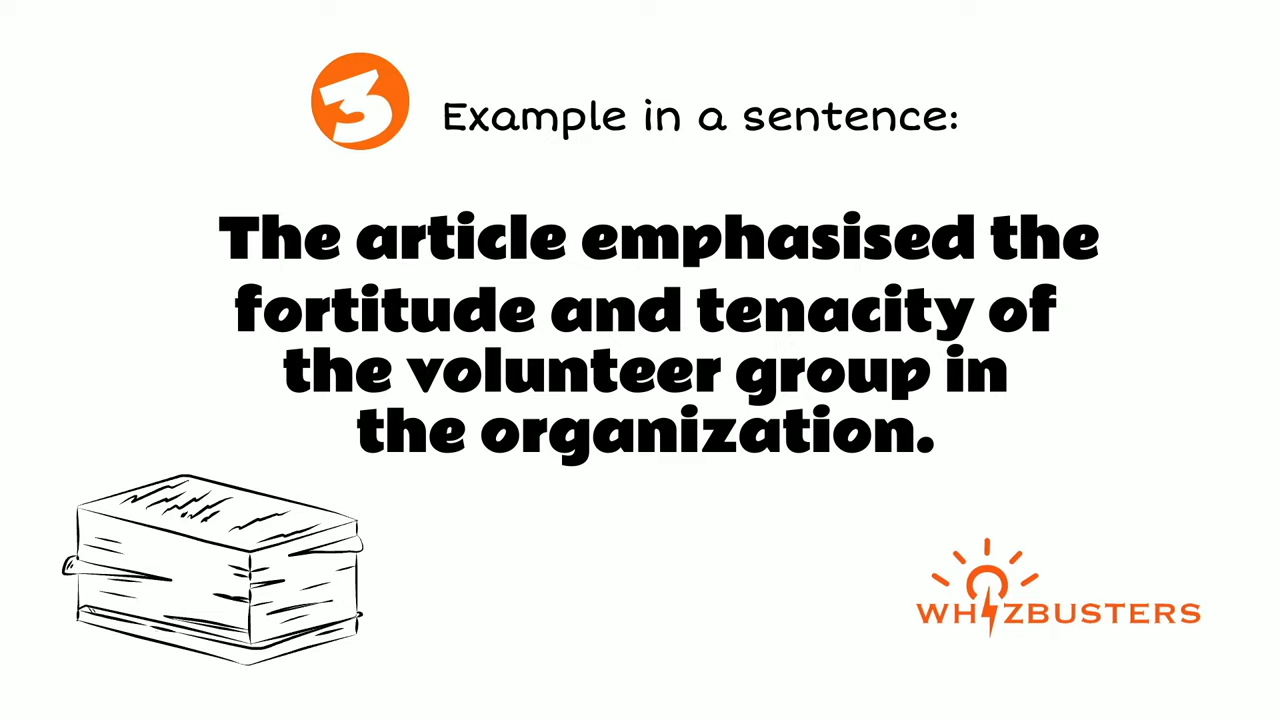 3 Example in a sentence:
The article emphasised the
fortitude and tenacity of
the volunteer group in
the organization.
WHIZBUSTERS